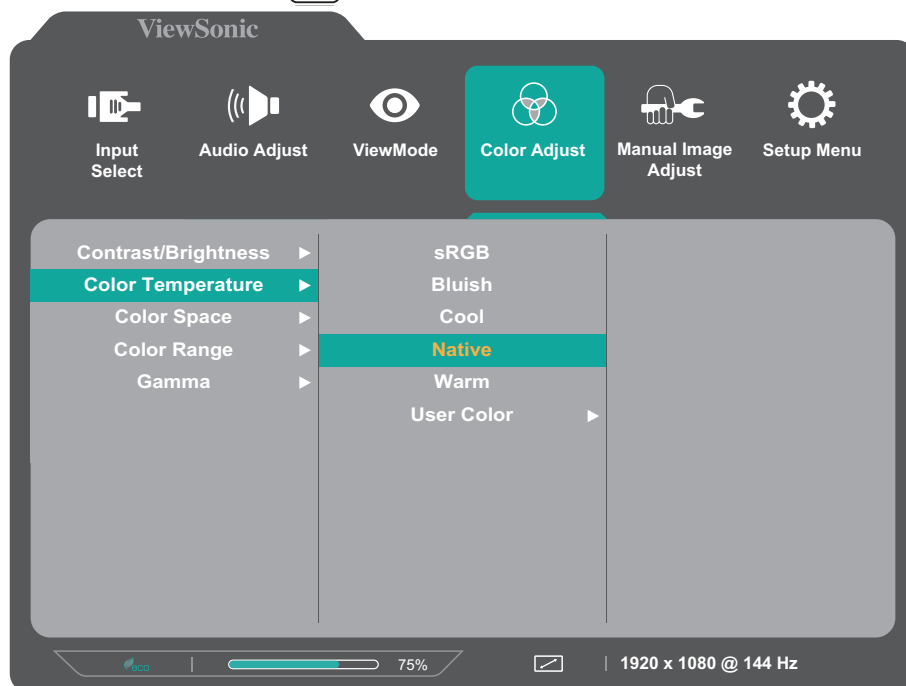 ViewSonic
Input
Select
Audio Adjust
ViewMode
Color Adjust
Manual Image
Adjust
Setup Menu
Contrast/Brightness
Color Temperature
Color Space
Color Range
Gamma
sRGB
Bluish
Cool
Native
Warm
User Color
eco
75%
1920 x 1080 @ 144 Hz